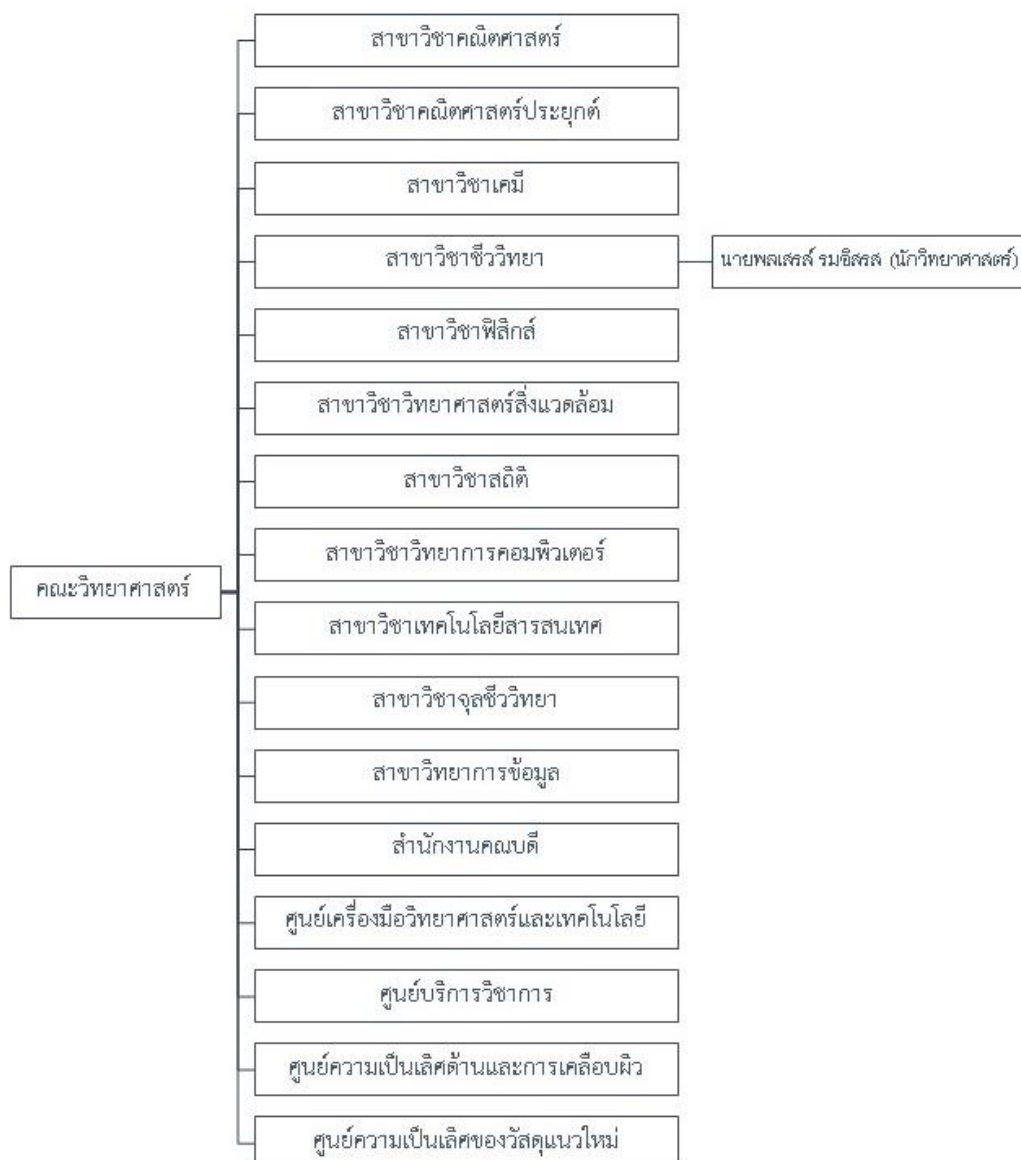 สาขาวิชาคณิตศาสตร์
สาขาวิชาคณิตศาสตร์ประยุกต์
สาขาวิชาเคมี
สาขาวิชาชีววิทยา
นายพลเสรส์ รมชิสรส (นักวิทยาศาสตร์)
สาขาวิชาฟิสิกส์
สาขาวิชาวิทยาศาสตร์สิ่งแวดล้อม
สาขาวิชาสถิติ
สาขาวิชาวิทยาการคอมพิวเตอร์
คณะวิทยาศาสตร์
สาขาวิชาเทคโนโลยีสารสนเทศ
สาขาวิชาจุลชีววิทยา
สาขาวิทยาการข้อมูล
สำนักงานคณบดี
ศูนย์เครื่องมือวิทยาศาสตร์และเทคโนโลยี
ศูนย์บริการวิชาการ
ศูนย์ความเป็นเลิศด้านและการเคลือบผิว
ศูนย์ความเป็นเลิศของวัสดุแนวใหม่